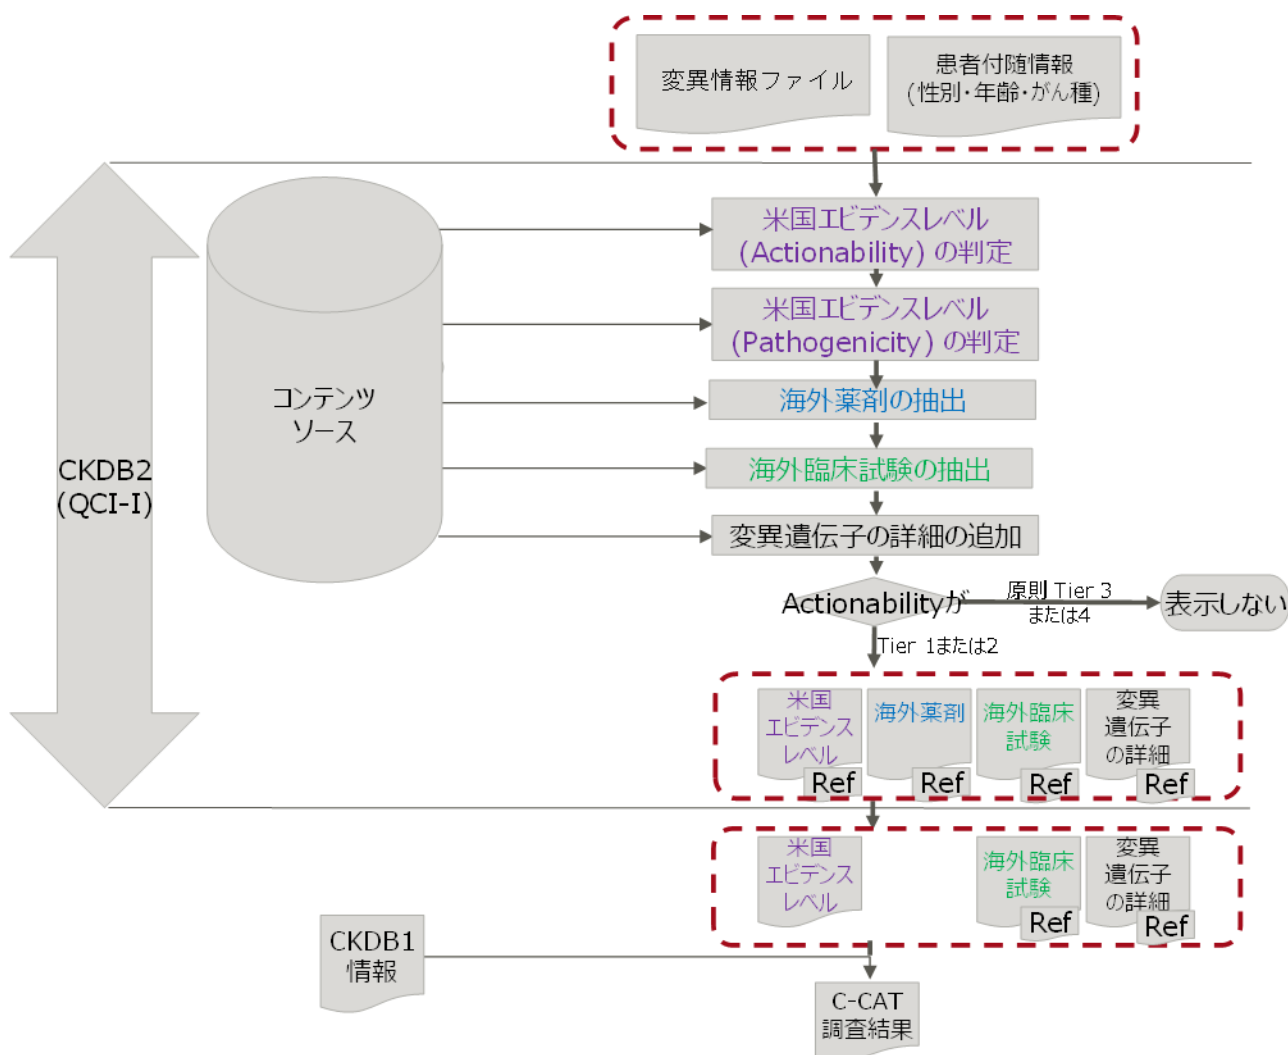 変異情報ファイル
患者付随情報
(性別・年齢・がん種)
米国エビデンスレベル
(Actionability) の判定
米国エビデンスレベル
(Pathogenicity) の判定
コンテンツ
ソース
海外薬剤の抽出
海外臨床試験の抽出
CKDB2
(QCI-I)
変異遺伝子の詳細の追加
Actionabilityが
原則 Tier 3
または4
表示しない
Tier 1または2
米国
エビデンス
レベル
Ref
海外薬剤
Ref
海外臨床
試験
Ref
変異
遺伝子
の詳細
Ref
米国
エビデンス
レベル
海外臨床
試験
Ref
変異
遺伝子
の詳細
Ref
CKDB1
情報
C-CAT
調査結果